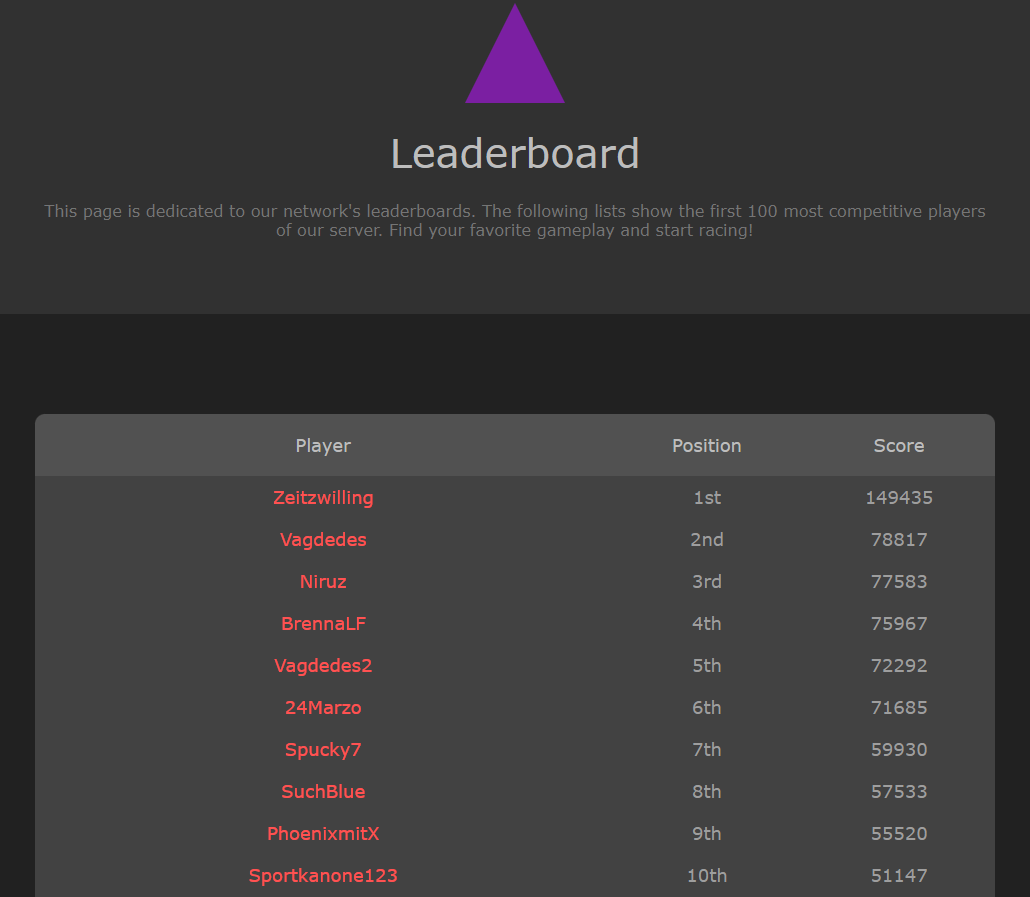 Leaderboard
This page is dedicated to our network's leaderboards. The following lists show the first 100 most competitive players
of our server. Find your favorite gameplay and start racing!
Player Position Score
Zeitzwilling 1st 149435
Vagdedes 2nd 78817
Niruz 3rd 77583
BrennaLF 4th 75967
Vagdedes2 5th 72292
24Marzo 6th 71685
Spucky7 7th 59930
SuchBlue 8th 57533
PhoenixmitX 9th 55520
Sportkanone123 10th 51147